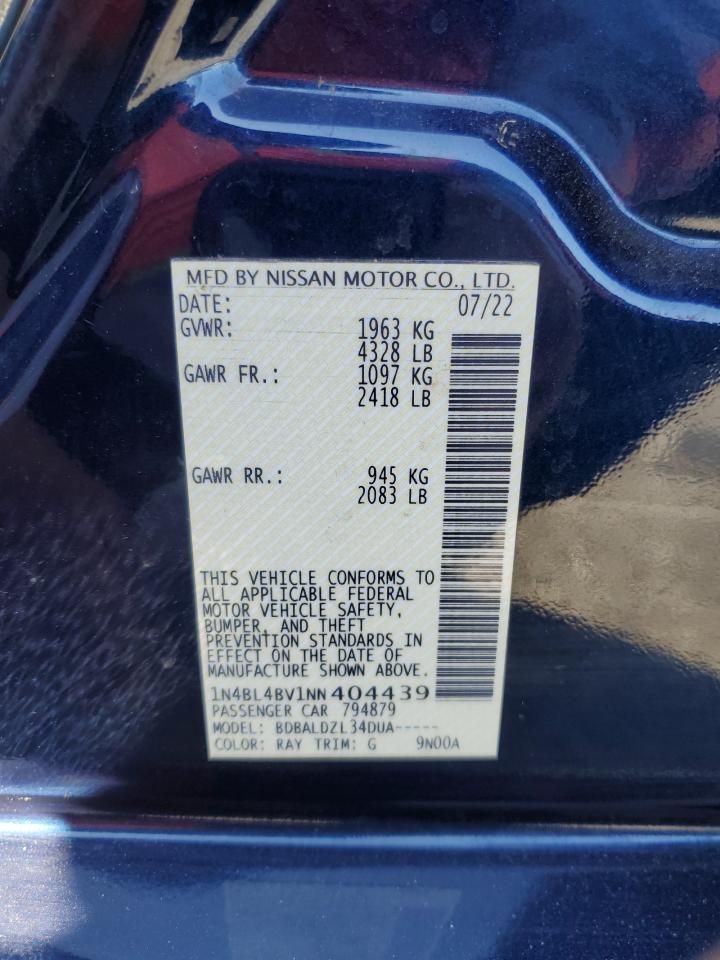 MFD BY NISSAN MOTOR CO., LTD.
DATE: 07/22
GVWR: 1963 KG
4328 LB
GAWR FR.: 1097 KG
2418 LB
GAWR RR.: 945 KG
2083 LB
THIS VEHICLE CONFORMS TO
ALL APPLICABLE FEDERAL
MOTOR VEHICLE SAFETY,
BUMPER, AND THEFT
PREVENTION STANDARDS IN
EFFECT ON THE DATE OF
MANUFACTURE SHOWN ABOVE.
1N4BL4BV1NN404439
PASSENGER CAR 794879
MODEL: BDBALDZL34DUA-----
COLOR: RAY TRIM: G 9N00A